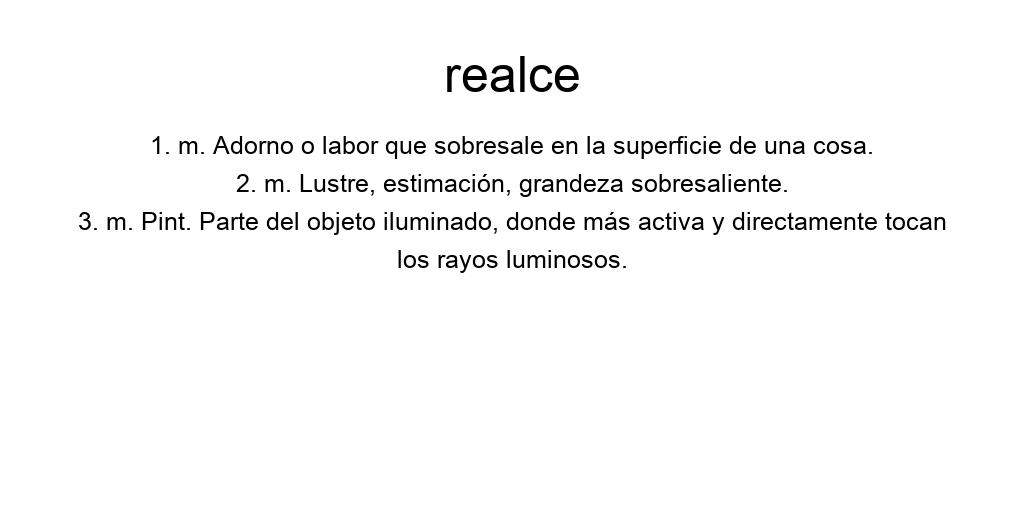 realce
1. m. Adorno o labor que sobresale en la superficie de una cosa.
2. m. Lustre, estimación, grandeza sobresaliente.
3. m. Pint. Parte del objeto iluminado, donde más activa y directamente tocan
los rayos luminosos.